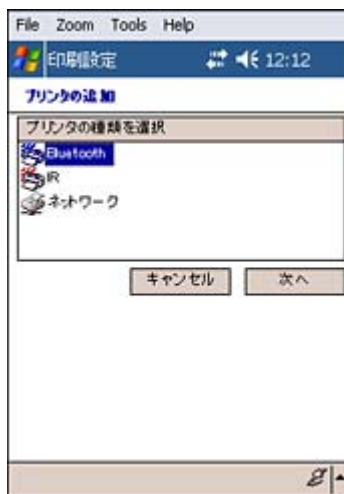 File Zoom Tools Help
印刷設定 12:12
プリンタの追加
プリンタの種類を選択
Bluetooth
IR
ネットワーク
キャンセル 次へ